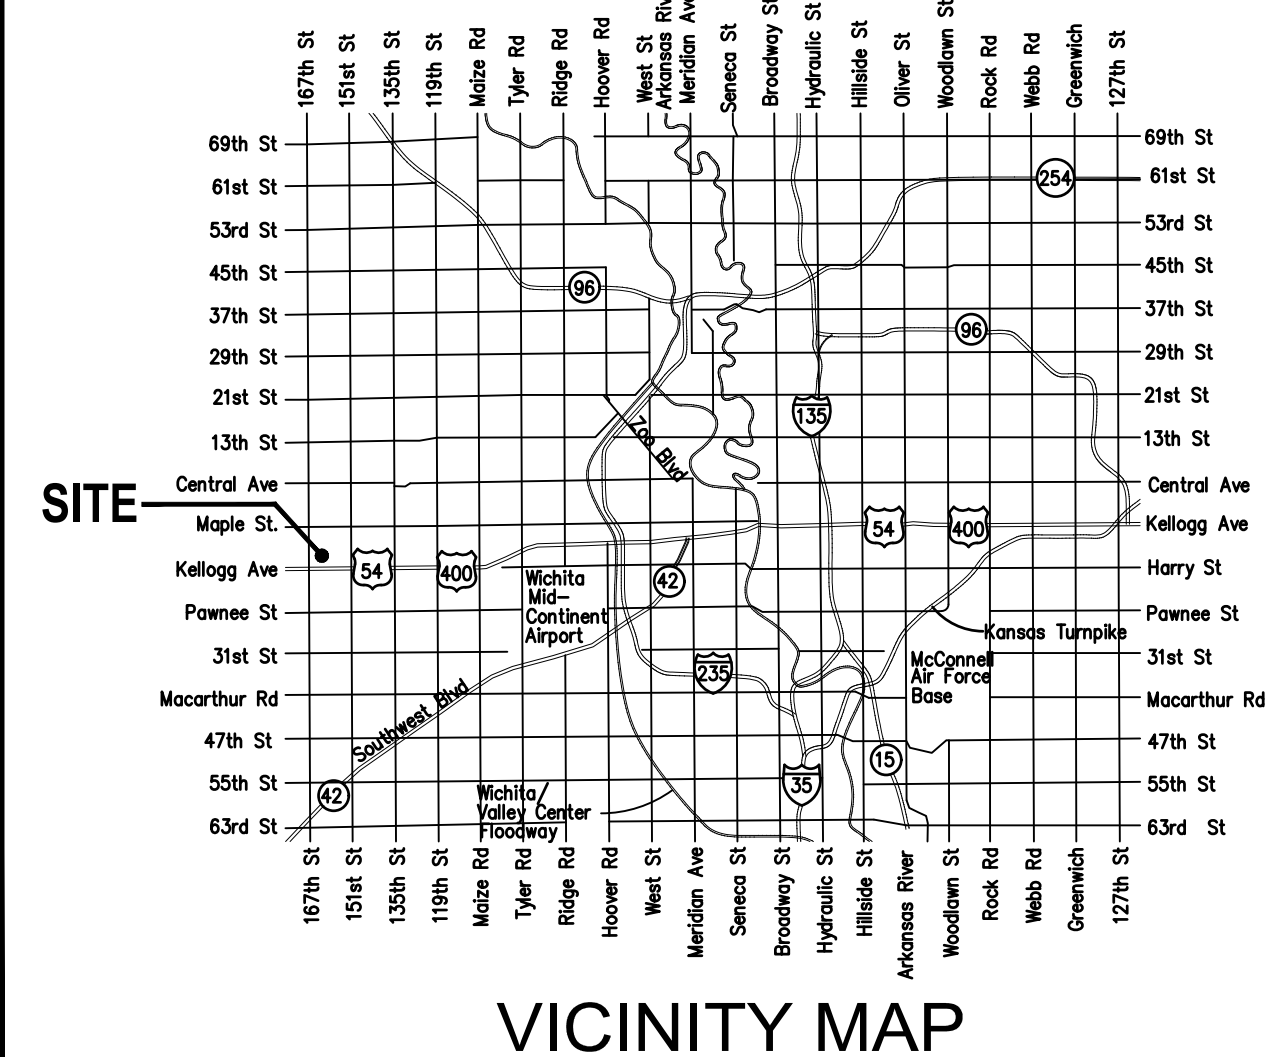 167th St
151st St
135th St
119th St
Maize Rd
Tyler Rd
Ridge Rd
Hoover Rd
West St
Arkansas Riv
Meridian Ave
Seneca St
Broadway St
Hydraulic St
Hillside St
Oliver St
Woodlawn St
Rock Rd
Webb Rd
Greenwich
127th St
69th St
61st St
53rd St
45th St
37th St
29th St
21st St
13th St
Central Ave
Maple St.
Kellogg Ave
Pawnee St
31st St
Macarthur Rd
47th St
55th St
63rd St
SITE
254
96
96
135
Zoo Blvd
54
400
54
400
42
Wichita
Mid-
Continent
Airport
Kansas Turnpike
McConnell
Air Force
Base
235
Southwest Blvd
15
35
42
Wichita/
Valley Center
Floodway
69th St
61st St
53rd St
45th St
37th St
29th St
21st St
13th St
Central Ave
Kellogg Ave
Harry St
Pawnee St
31st St
Macarthur Rd
47th St
55th St
63rd St
167th St
151st St
135th St
119th St
Maize Rd
Tyler Rd
Ridge Rd
Hoover Rd
West St
Meridian Ave
Seneca St
Broadway St
Hydraulic St
Hillside St
Arkansas River
Woodlawn St
Rock Rd
Webb Rd
Greenwich
127th St
VICINITY MAP